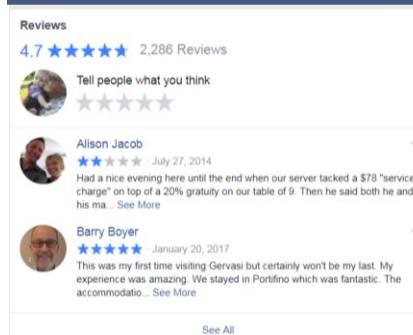 Reviews
4.7 2,286 Reviews
Tell people what you think
Alison Jacob
· July 27, 2014
Had a nice evening here until the end when our server tacked a $78 "service
charge" on top of a 20% gratuity on our table of 9. Then he said both he and
his ma... See More
Barry Boyer
· January 20, 2017
This was my first time visiting Gervasi but certainly won't be my last. My
experience was amazing. We stayed in Portifino which was fantastic. The
accommodatio... See More
See All